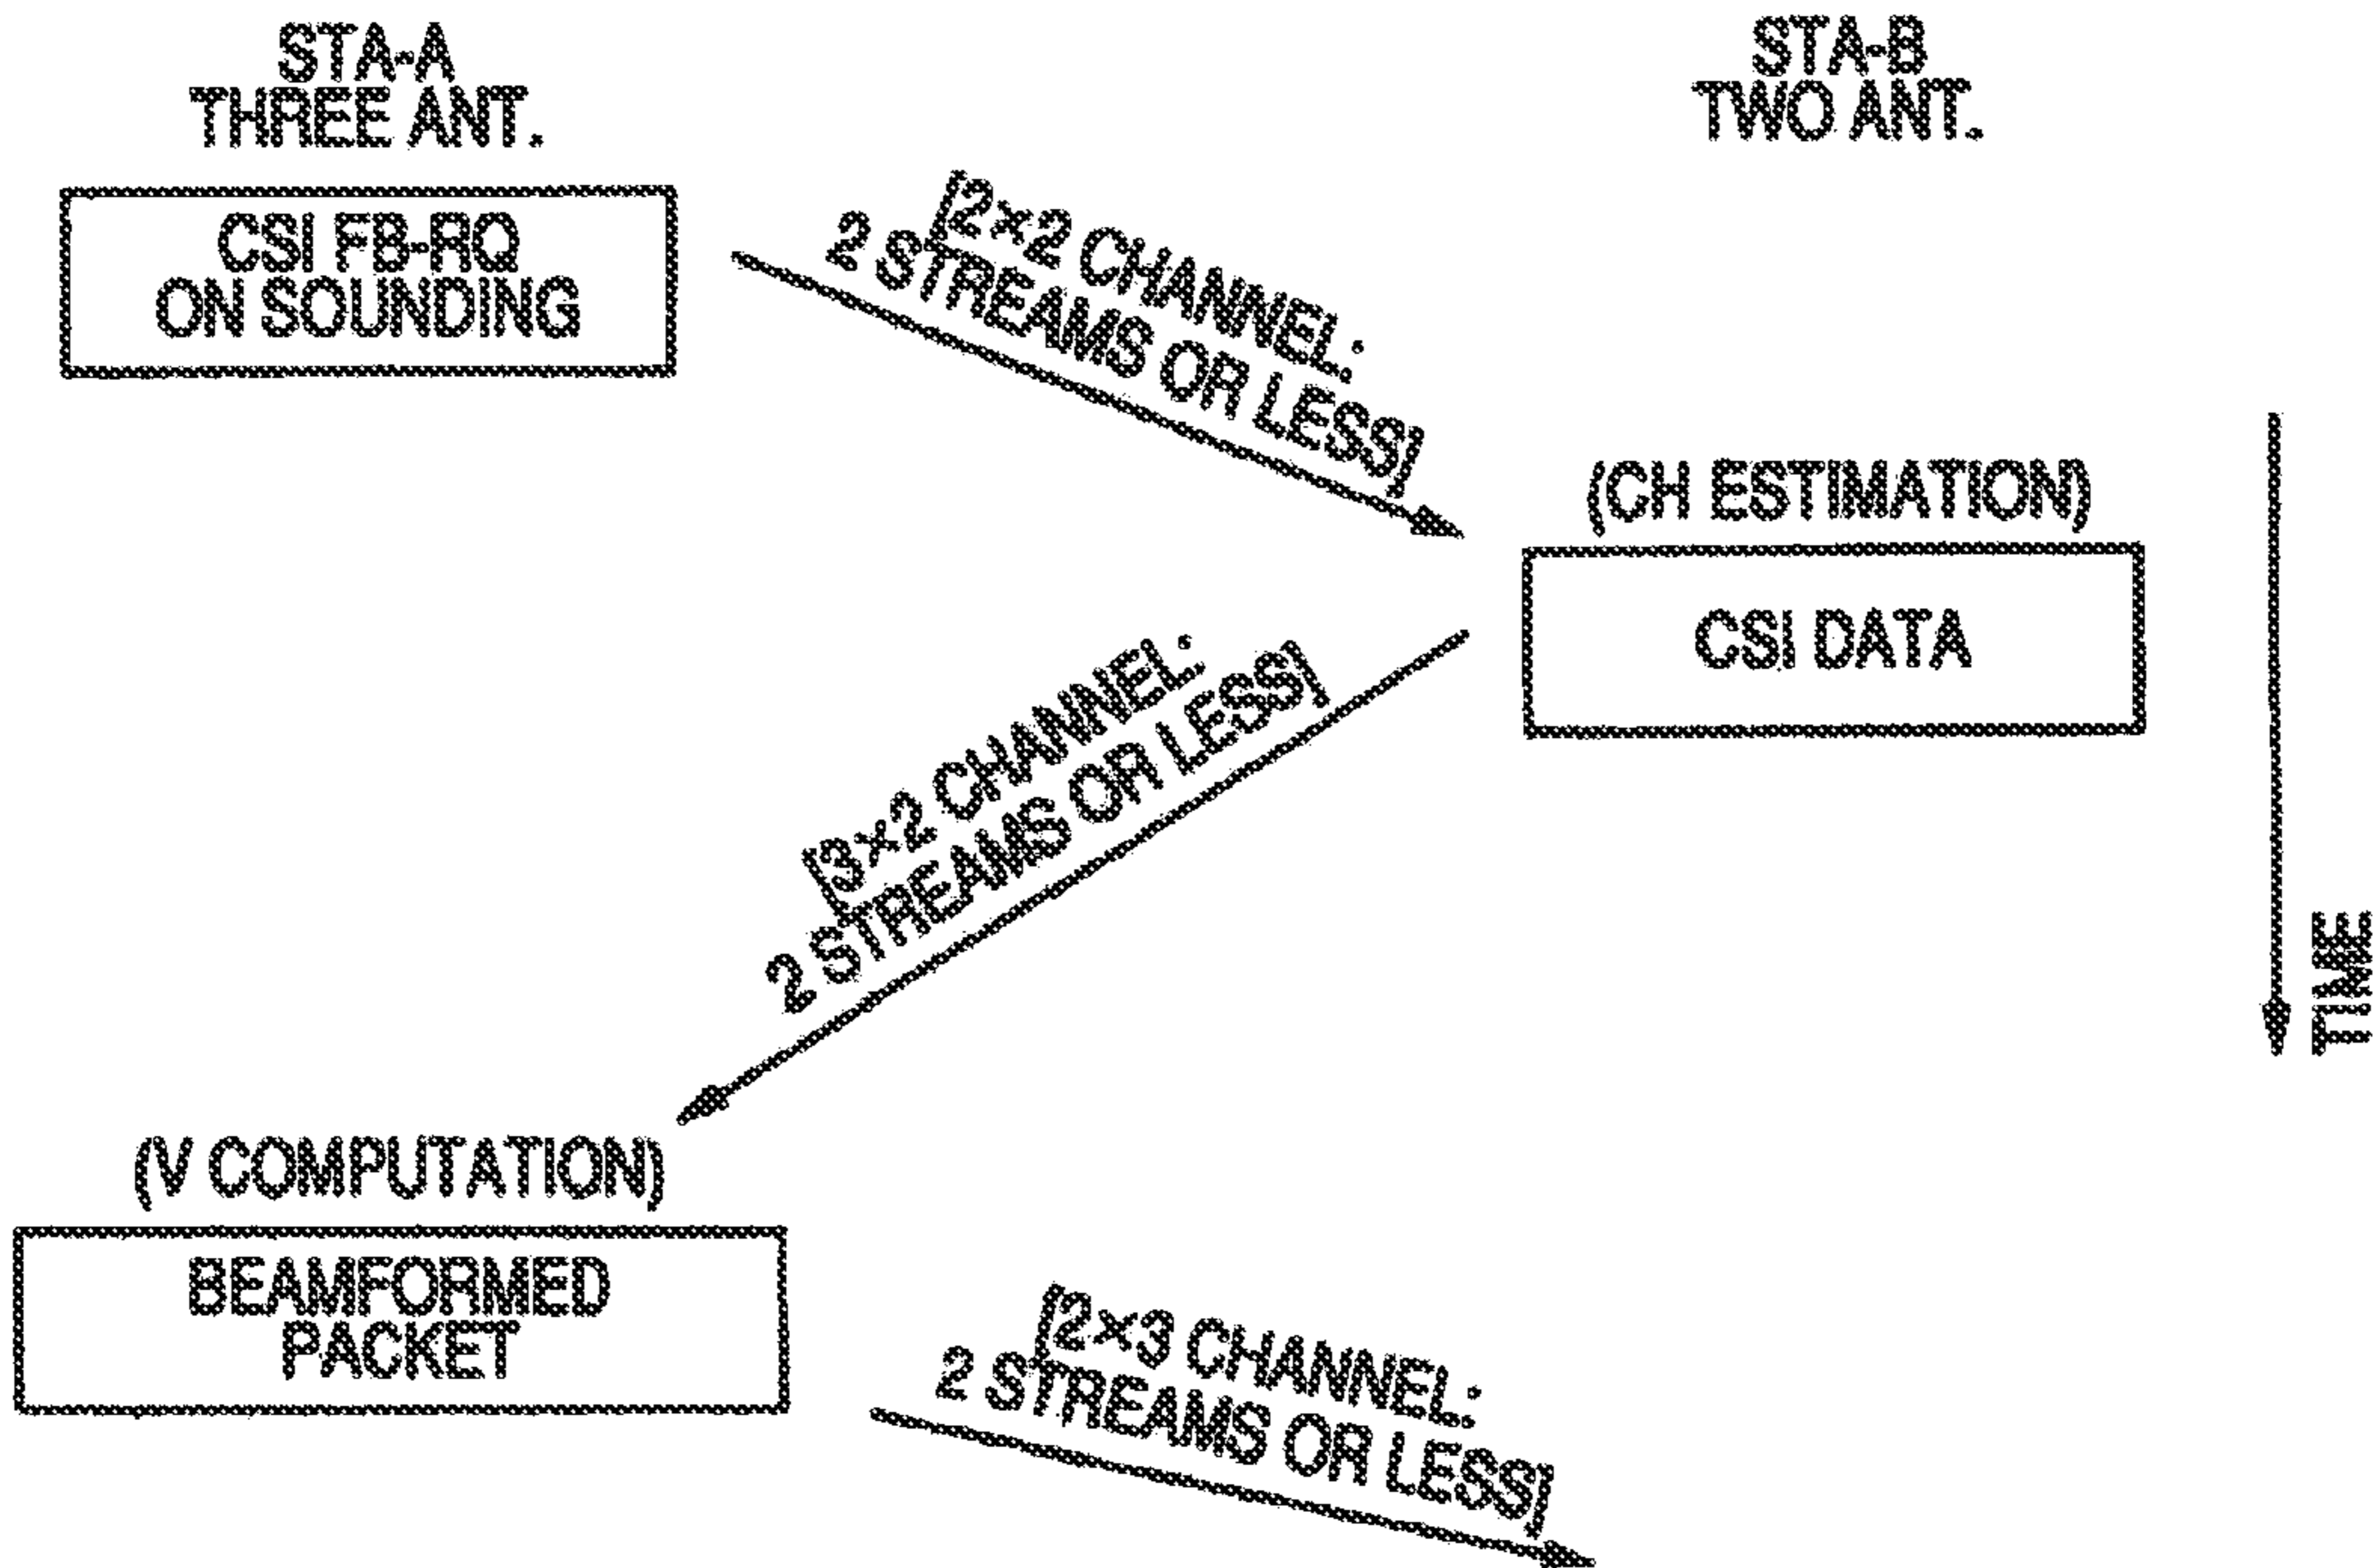 STA-A
THREE ANT.
STA-B
TWO ANT.
CSI FB-RQ
ON SOUNDING
[2×2 CHANNEL:
2 STREAMS OR LESS]
(CH ESTIMATION)
CSI DATA
[3×2 CHANNEL:
2 STREAMS OR LESS]
TIME
(V COMPUTATION)
BEAMFORMED
PACKET
[2×3 CHANNEL:
2 STREAMS OR LESS]